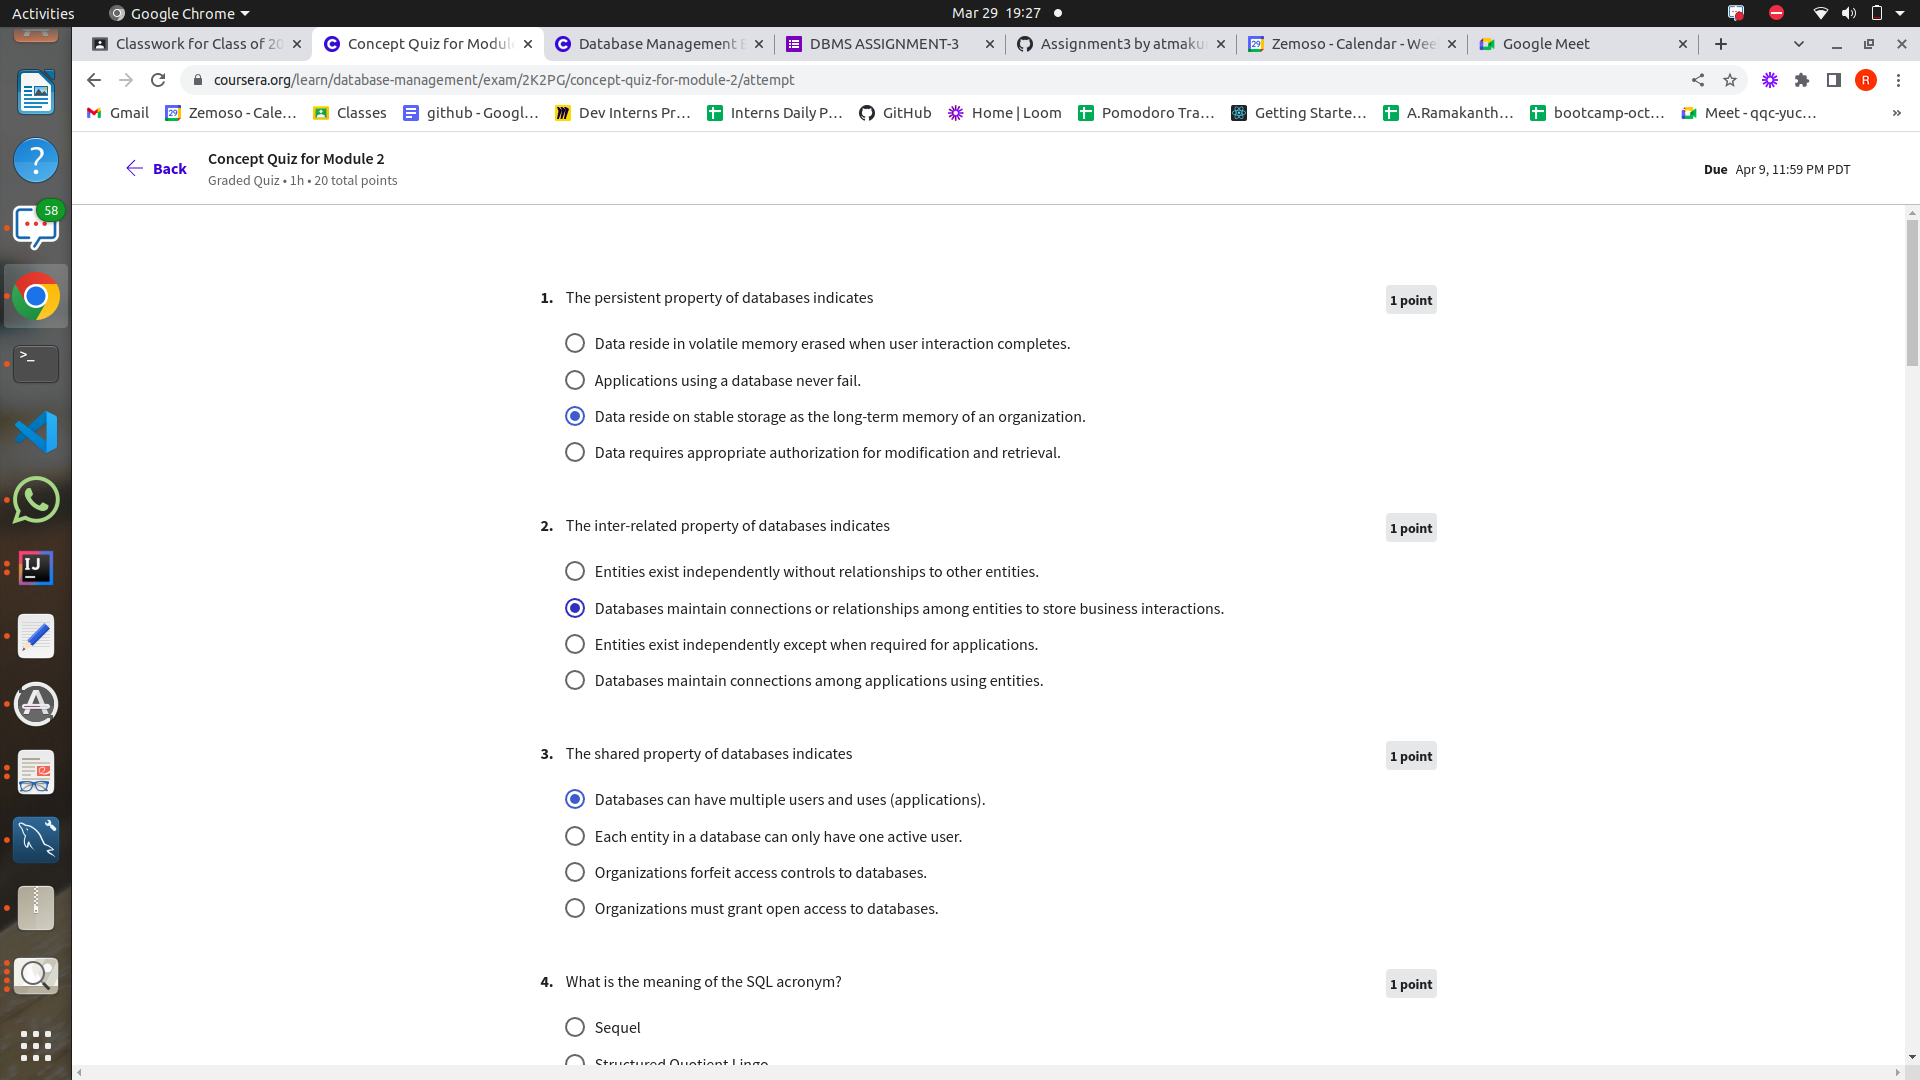 Activities
Google Chrome
Mar 29 19:27
Classwork for Class of 20
Concept Quiz for Module
Database Management E
DBMS ASSIGNMENT-3
Assignment3 by atmaku
Zemoso - Calendar - Wee
Google Meet
coursera.org/learn/database-management/exam/2K2PG/concept-quiz-for-module-2/attempt
R
Gmail
Zemoso - Cale...
Classes
github - Googl...
Dev Interns Pr...
Interns Daily P...
GitHub
Home | Loom
Pomodoro Tra...
Getting Starte...
A.Ramakanth...
bootcamp-oct...
Meet - qqc-yuc...
»
Back
Concept Quiz for Module 2
Graded Quiz • 1h • 20 total points
Due Apr 9, 11:59 PM PDT
58
1. The persistent property of databases indicates
1 point
Data reside in volatile memory erased when user interaction completes.
Applications using a database never fail.
Data reside on stable storage as the long-term memory of an organization.
Data requires appropriate authorization for modification and retrieval.
2. The inter-related property of databases indicates
1 point
Entities exist independently without relationships to other entities.
Databases maintain connections or relationships among entities to store business interactions.
Entities exist independently except when required for applications.
Databases maintain connections among applications using entities.
3. The shared property of databases indicates
1 point
Databases can have multiple users and uses (applications).
Each entity in a database can only have one active user.
Organizations forfeit access controls to databases.
Organizations must grant open access to databases.
4. What is the meaning of the SQL acronym?
1 point
Sequel
Structured Quotient Lingo